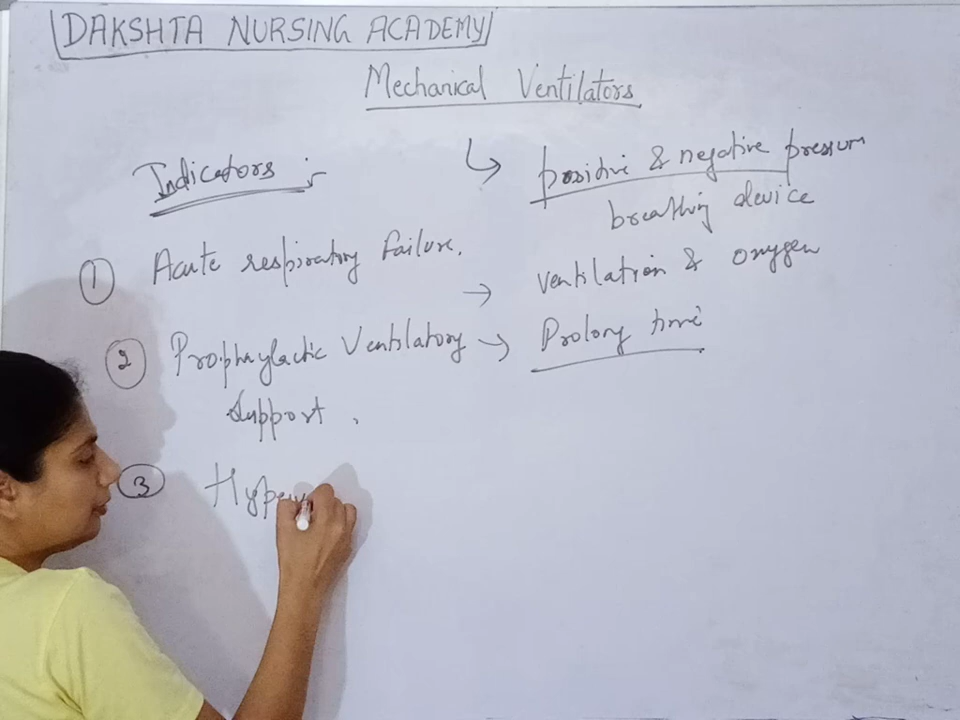 DAKSHTA NURSING ACADEMY
Mechanical Ventilators
Indicators :-
↳ positive & negative pressure
breathing device
① Acute respiratory failure.
→ ventilation & oxygen
② Prophylactic Ventilatory
Support.
→ Prolong time
③ Hyper